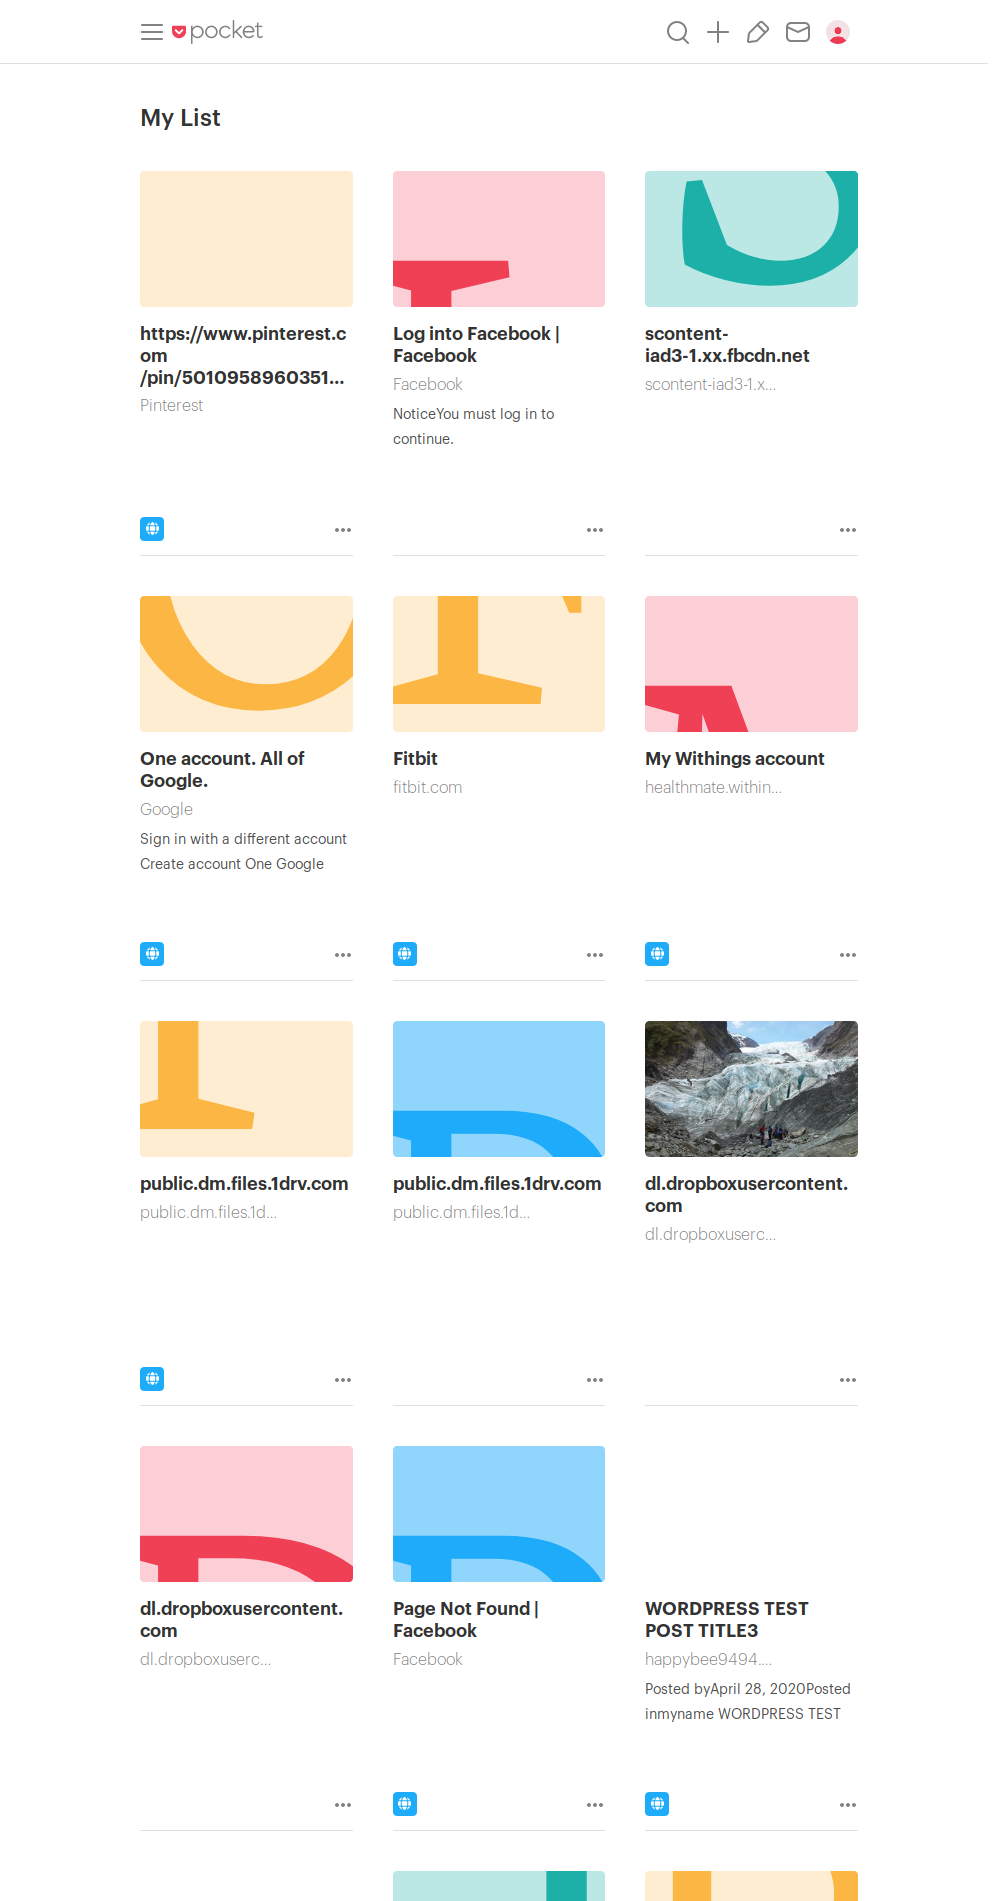 pocket
My List
https://www.pinterest.c
om
/pin/5010958960351...
Pinterest
Log into Facebook |
Facebook
Facebook
NoticeYou must log in to
continue.
scontent-
iad3-1.xx.fbcdn.net
scontent-iad3-1.x...
One account. All of
Google.
Google
Sign in with a different account
Create account One Google
Fitbit
fitbit.com
My Withings account
healthmate.within...
public.dm.files.1drv.com
public.dm.files.1d...
public.dm.files.1drv.com
public.dm.files.1d...
dl.dropboxusercontent.
com
dl.dropboxuserc...
dl.dropboxusercontent.
com
dl.dropboxuserc...
Page Not Found |
Facebook
Facebook
WORDPRESS TEST
POST TITLE3
happybee9494....
Posted byApril 28, 2020Posted
inmyname WORDPRESS TEST